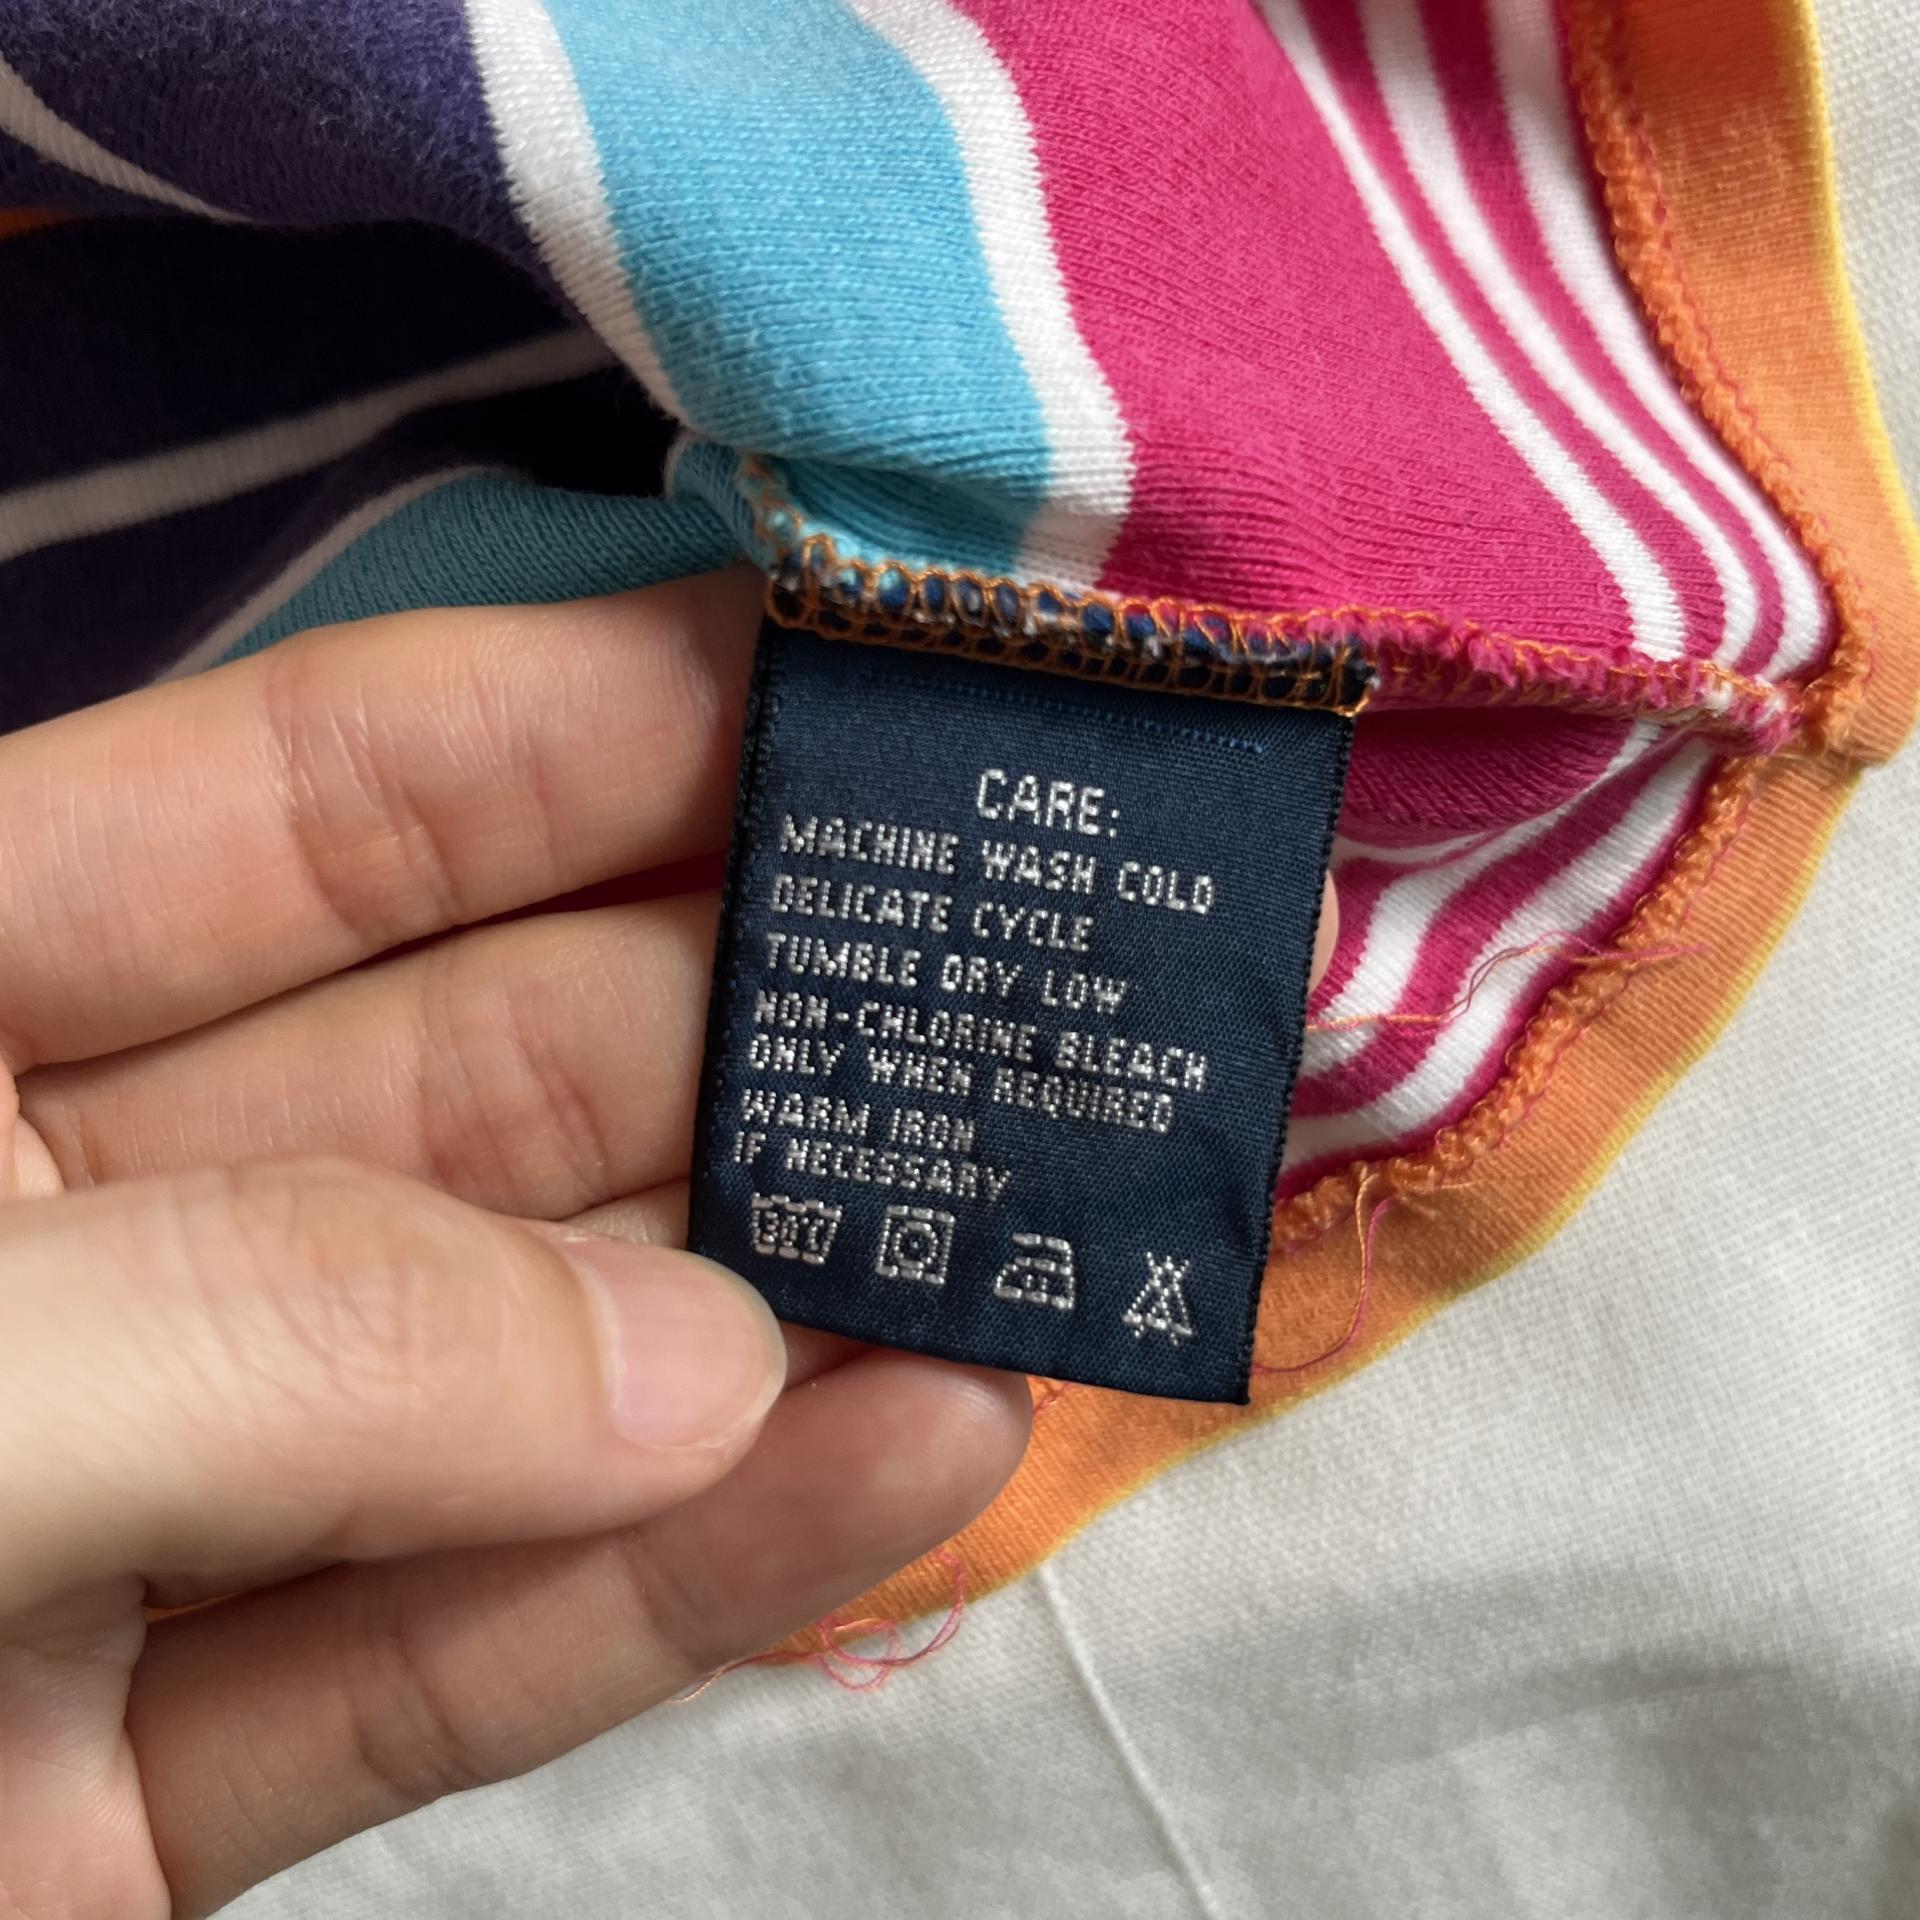 CARE:
MACHINE WASH COLD
DELICATE CYCLE
TUMBLE DRY LOW
NON-CHLORINE BLEACH
ONLY WHEN REQUIRED
WARM IRON
IF NECESSARY